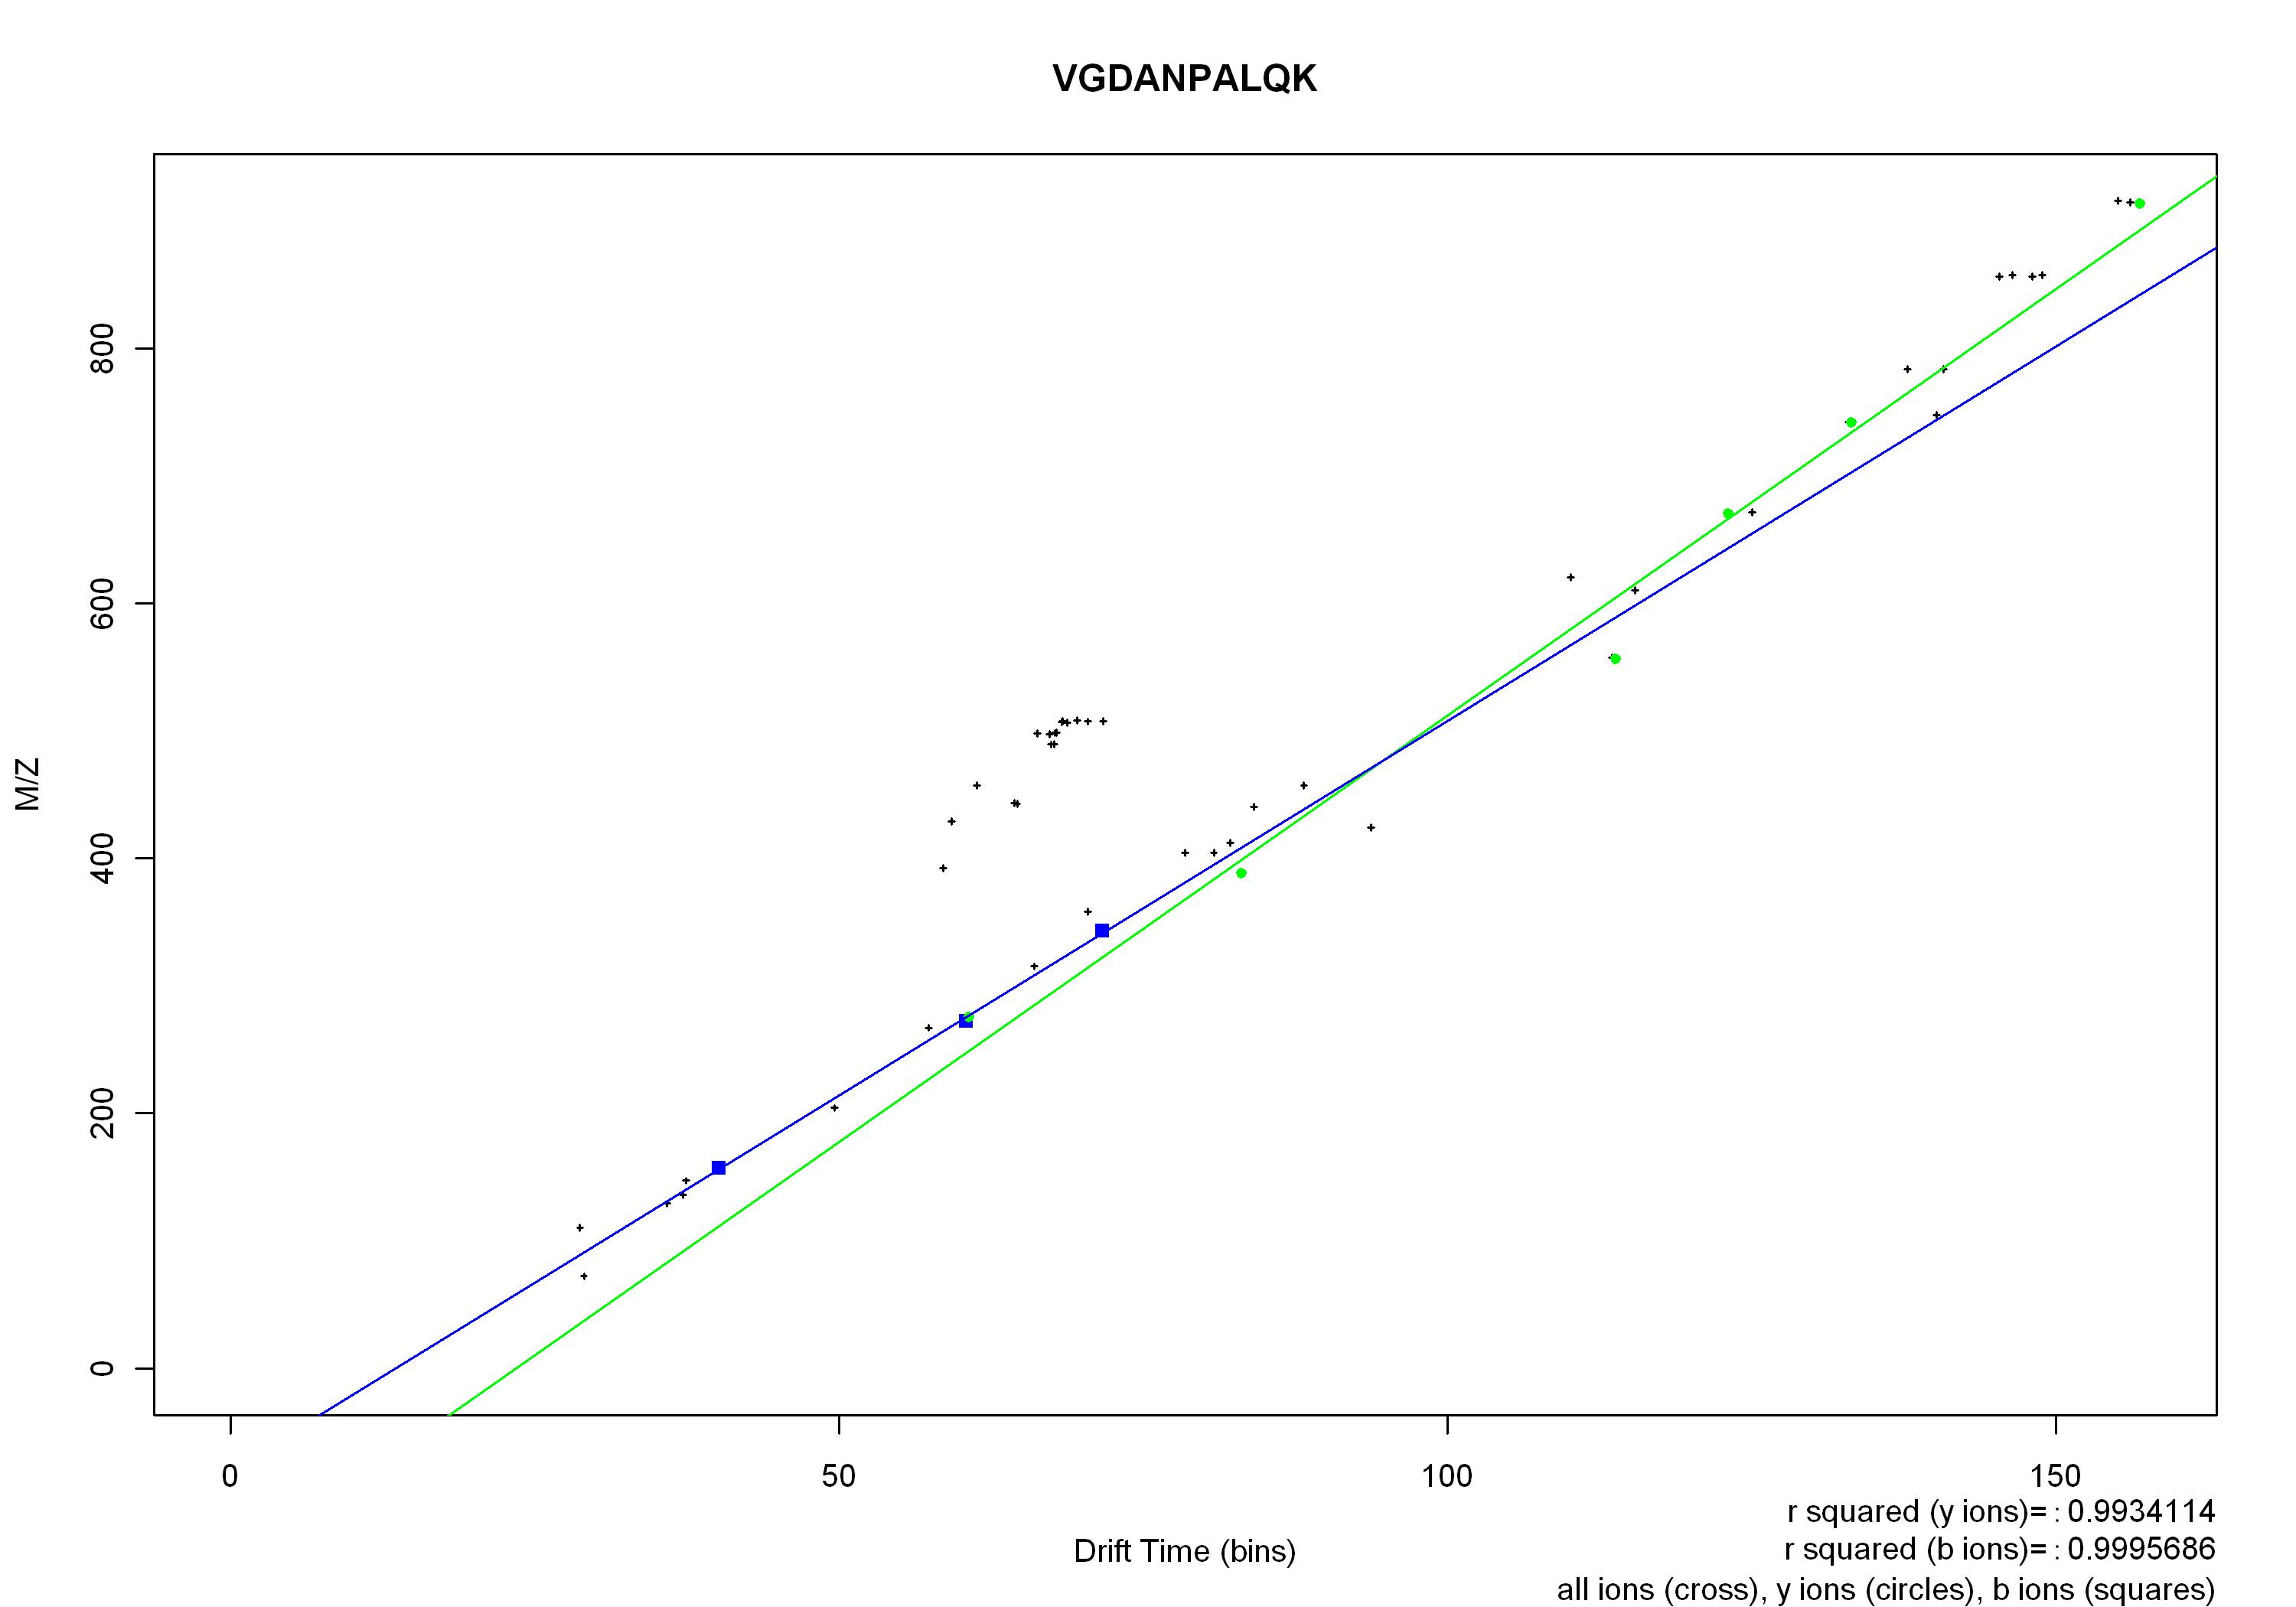 VGDANPALQK
800
600
M/Z
400
200
0
0 50 100 150
r squared (y ions)= : 0.9934114
Drift Time (bins)
r squared (b ions)= : 0.9995686
all ions (cross), y ions (circles), b ions (squares)